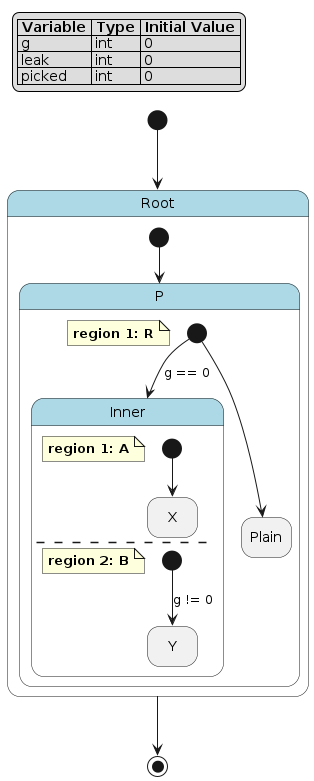 Variable Type Initial Value
g int 0
leak int 0
picked int 0
Root
P
region 1: R
g == 0
Inner
region 1: A
X
Plain
region 2: B
g != 0
Y